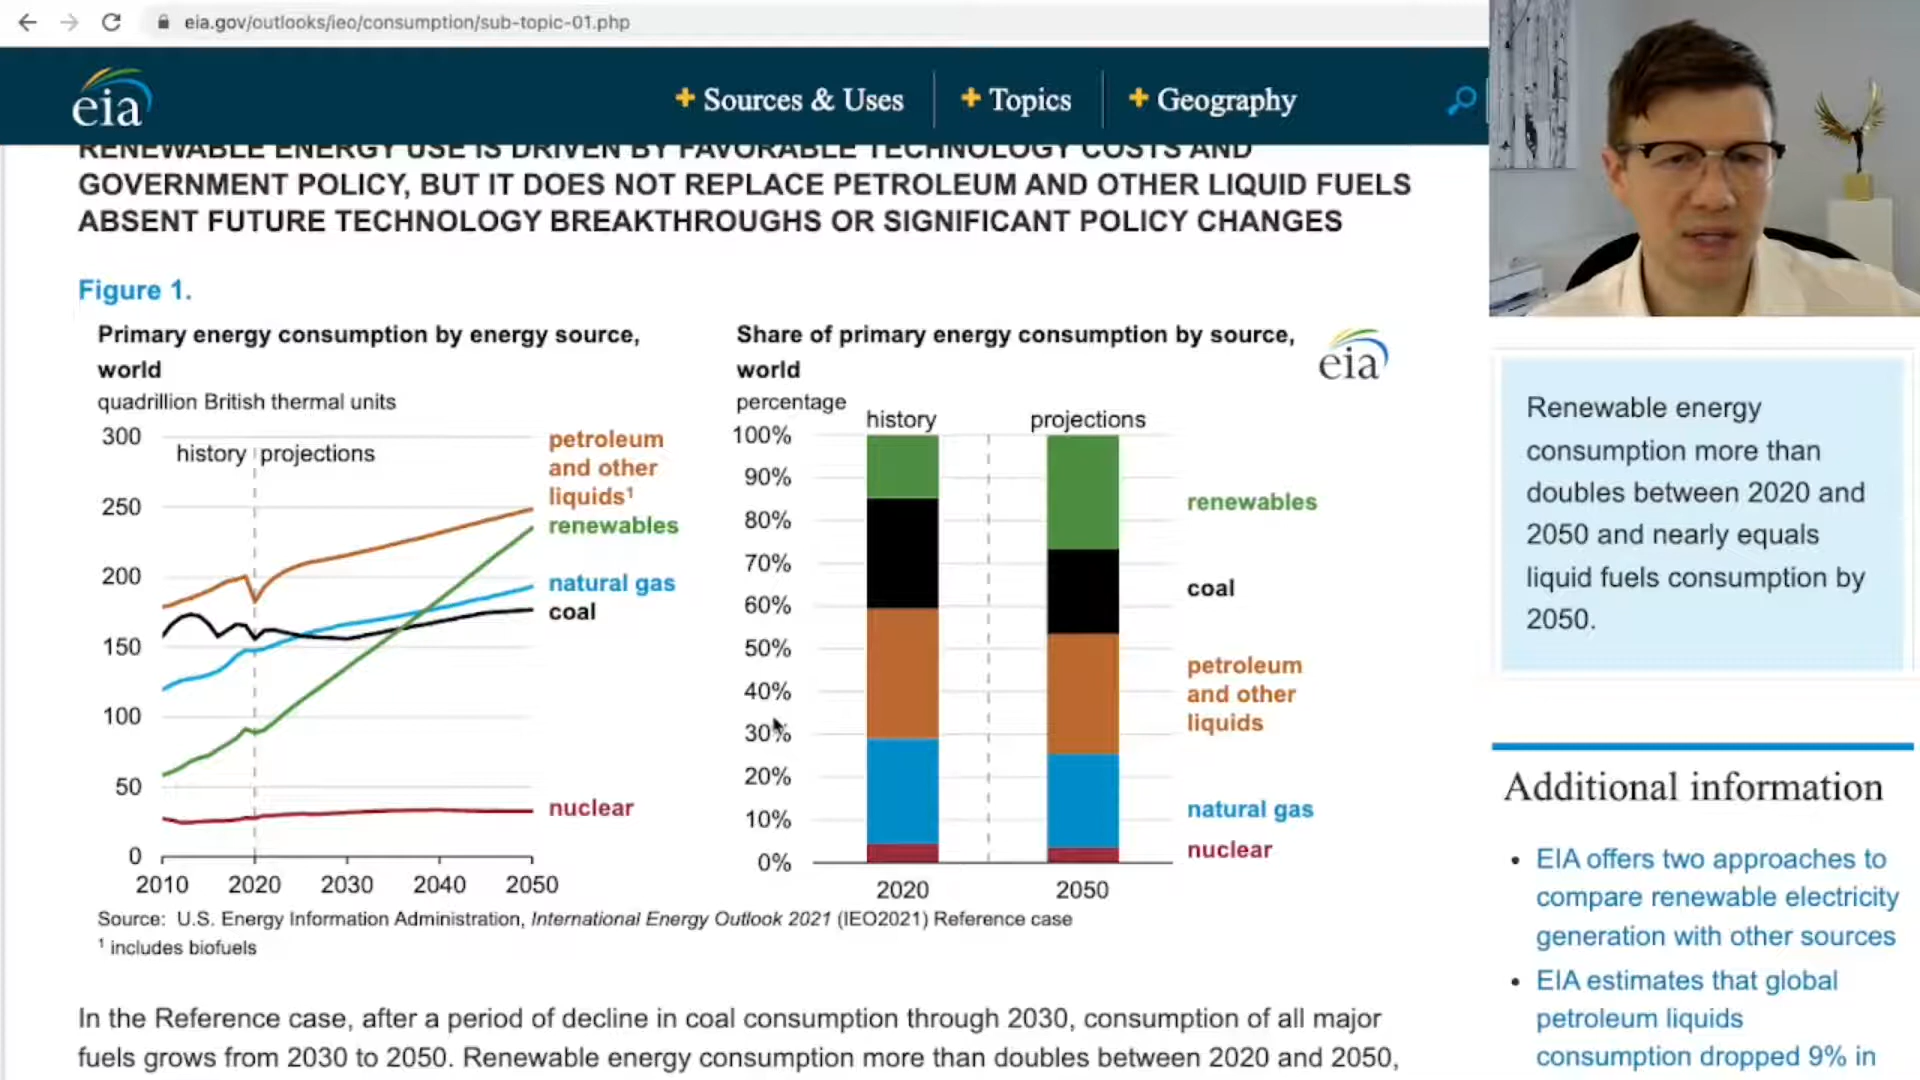 eia.gov/outlooks/ieo/consumption/sub-topic-01.php
eia
+ Sources & Uses
+ Topics
+ Geography
RENEWABLE ENERGY USE IS DRIVEN BY FAVORABLE TECHNOLOGY COSTS AND
GOVERNMENT POLICY, BUT IT DOES NOT REPLACE PETROLEUM AND OTHER LIQUID FUELS
ABSENT FUTURE TECHNOLOGY BREAKTHROUGHS OR SIGNIFICANT POLICY CHANGES
Figure 1.
Primary energy consumption by energy source,
world
quadrillion British thermal units
300
250
200
150
100
50
0
history
projections
petroleum
and other
liquids¹
renewables
natural gas
coal
nuclear
2010
2020
2030
2040
2050
Share of primary energy consumption by source,
world
eia
percentage
history
projections
100%
90%
80%
70%
60%
50%
40%
30%
20%
10%
0%
renewables
coal
petroleum
and other
liquids
natural gas
nuclear
2020
2050
Source: U.S. Energy Information Administration, International Energy Outlook 2021 (IEO2021) Reference case
¹ includes biofuels
In the Reference case, after a period of decline in coal consumption through 2030, consumption of all major
fuels grows from 2030 to 2050. Renewable energy consumption more than doubles between 2020 and 2050,
Renewable energy
consumption more than
doubles between 2020 and
2050 and nearly equals
liquid fuels consumption by
2050.
Additional information
• EIA offers two approaches to
compare renewable electricity
generation with other sources
• EIA estimates that global
petroleum liquids
consumption dropped 9% in